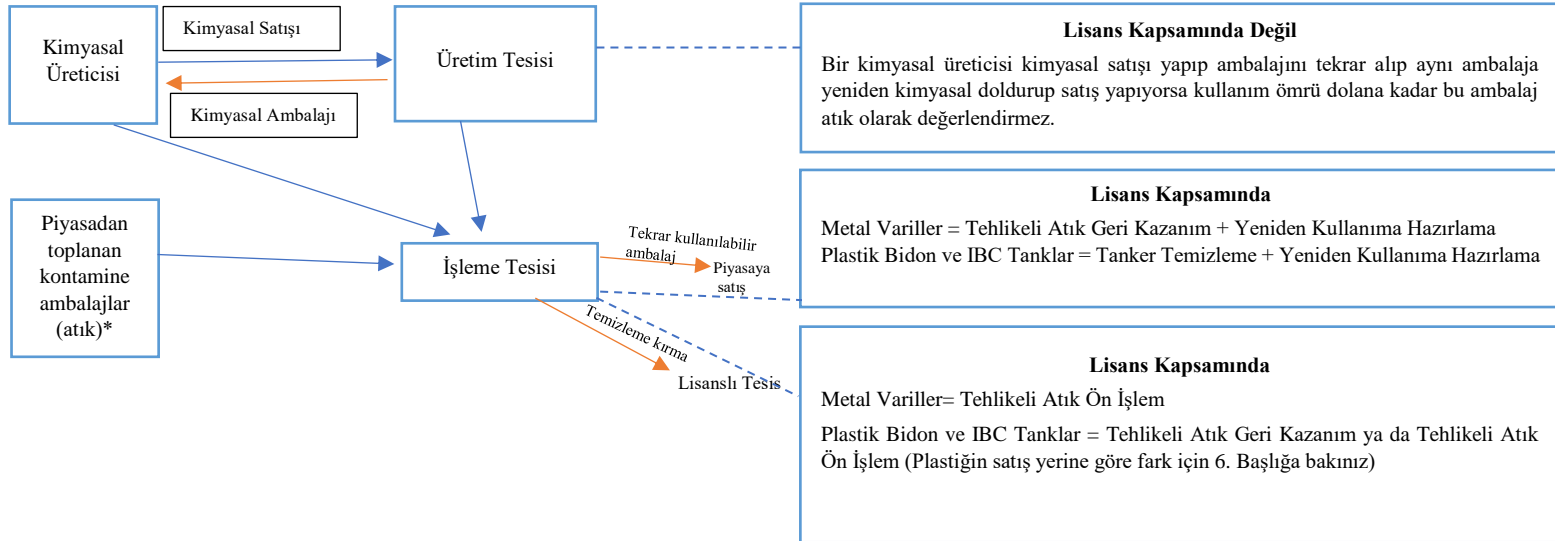 Kimyasal
Üreticisi
Kimyasal Satışı
Kimyasal Ambalajı
Üretim Tesisi
Lisans Kapsamında Değil
Bir kimyasal üreticisi kimyasal satışı yapıp ambalajını tekrar alıp aynı ambalaja
yeniden kimyasal doldurup satış yapıyorsa kullanım ömrü dolana kadar bu ambalaj
atık olarak değerlendirmez.
Piyasadan
toplanan
kontamine
ambalajlar
(atık)*
İşleme Tesisi
Tekrar kullanılabilir
ambalaj
Piyasaya
satış
Temizleme kırma
Lisanslı Tesis
Lisans Kapsamında
Metal Variller = Tehlikeli Atık Geri Kazanım + Yeniden Kullanıma Hazırlama
Plastik Bidon ve IBC Tanklar = Tanker Temizleme + Yeniden Kullanıma Hazırlama
Lisans Kapsamında
Metal Variller= Tehlikeli Atık Ön İşlem
Plastik Bidon ve IBC Tanklar = Tehlikeli Atık Geri Kazanım ya da Tehlikeli Atık
Ön İşlem (Plastiğin satış yerine göre fark için 6. Başlığa bakınız)